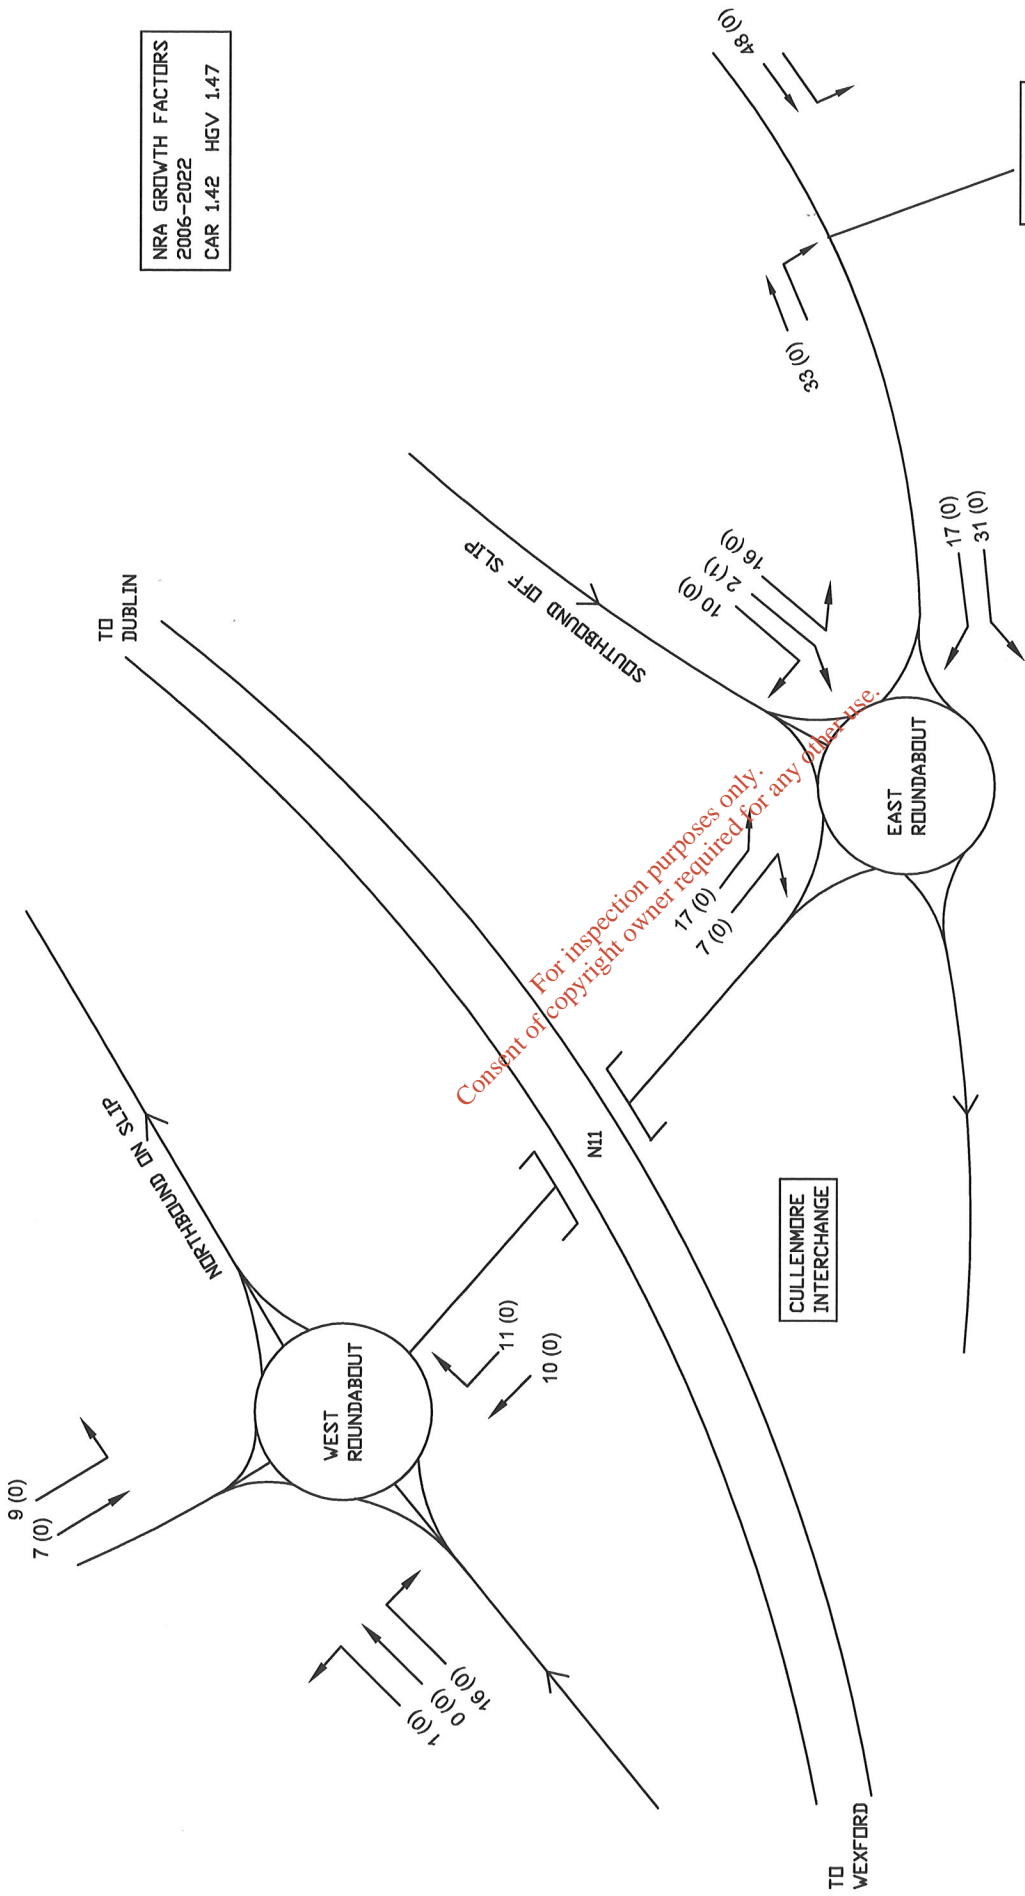 NRA GROWTH FACTORS
2006-2022
CAR 1.42 HGV 1.47
48 (0)
33 (0)
TO
DUBLIN
SOUTHBOUND OFF SLIP
10 (0)
2 (1)
16 (0)
17 (0)
31 (0)
EAST
ROUNDABOUT
17 (0)
7 (0)
For inspection purposes only.
Consent of copyright owner required for any other use.
NORTHBOUND ON SLIP
N11
CULLENMORE
INTERCHANGE
11 (0)
10 (0)
WEST
ROUNDABOUT
9 (0)
7 (0)
1 (0)
0 (0)
16 (0)
TO
WEXFORD